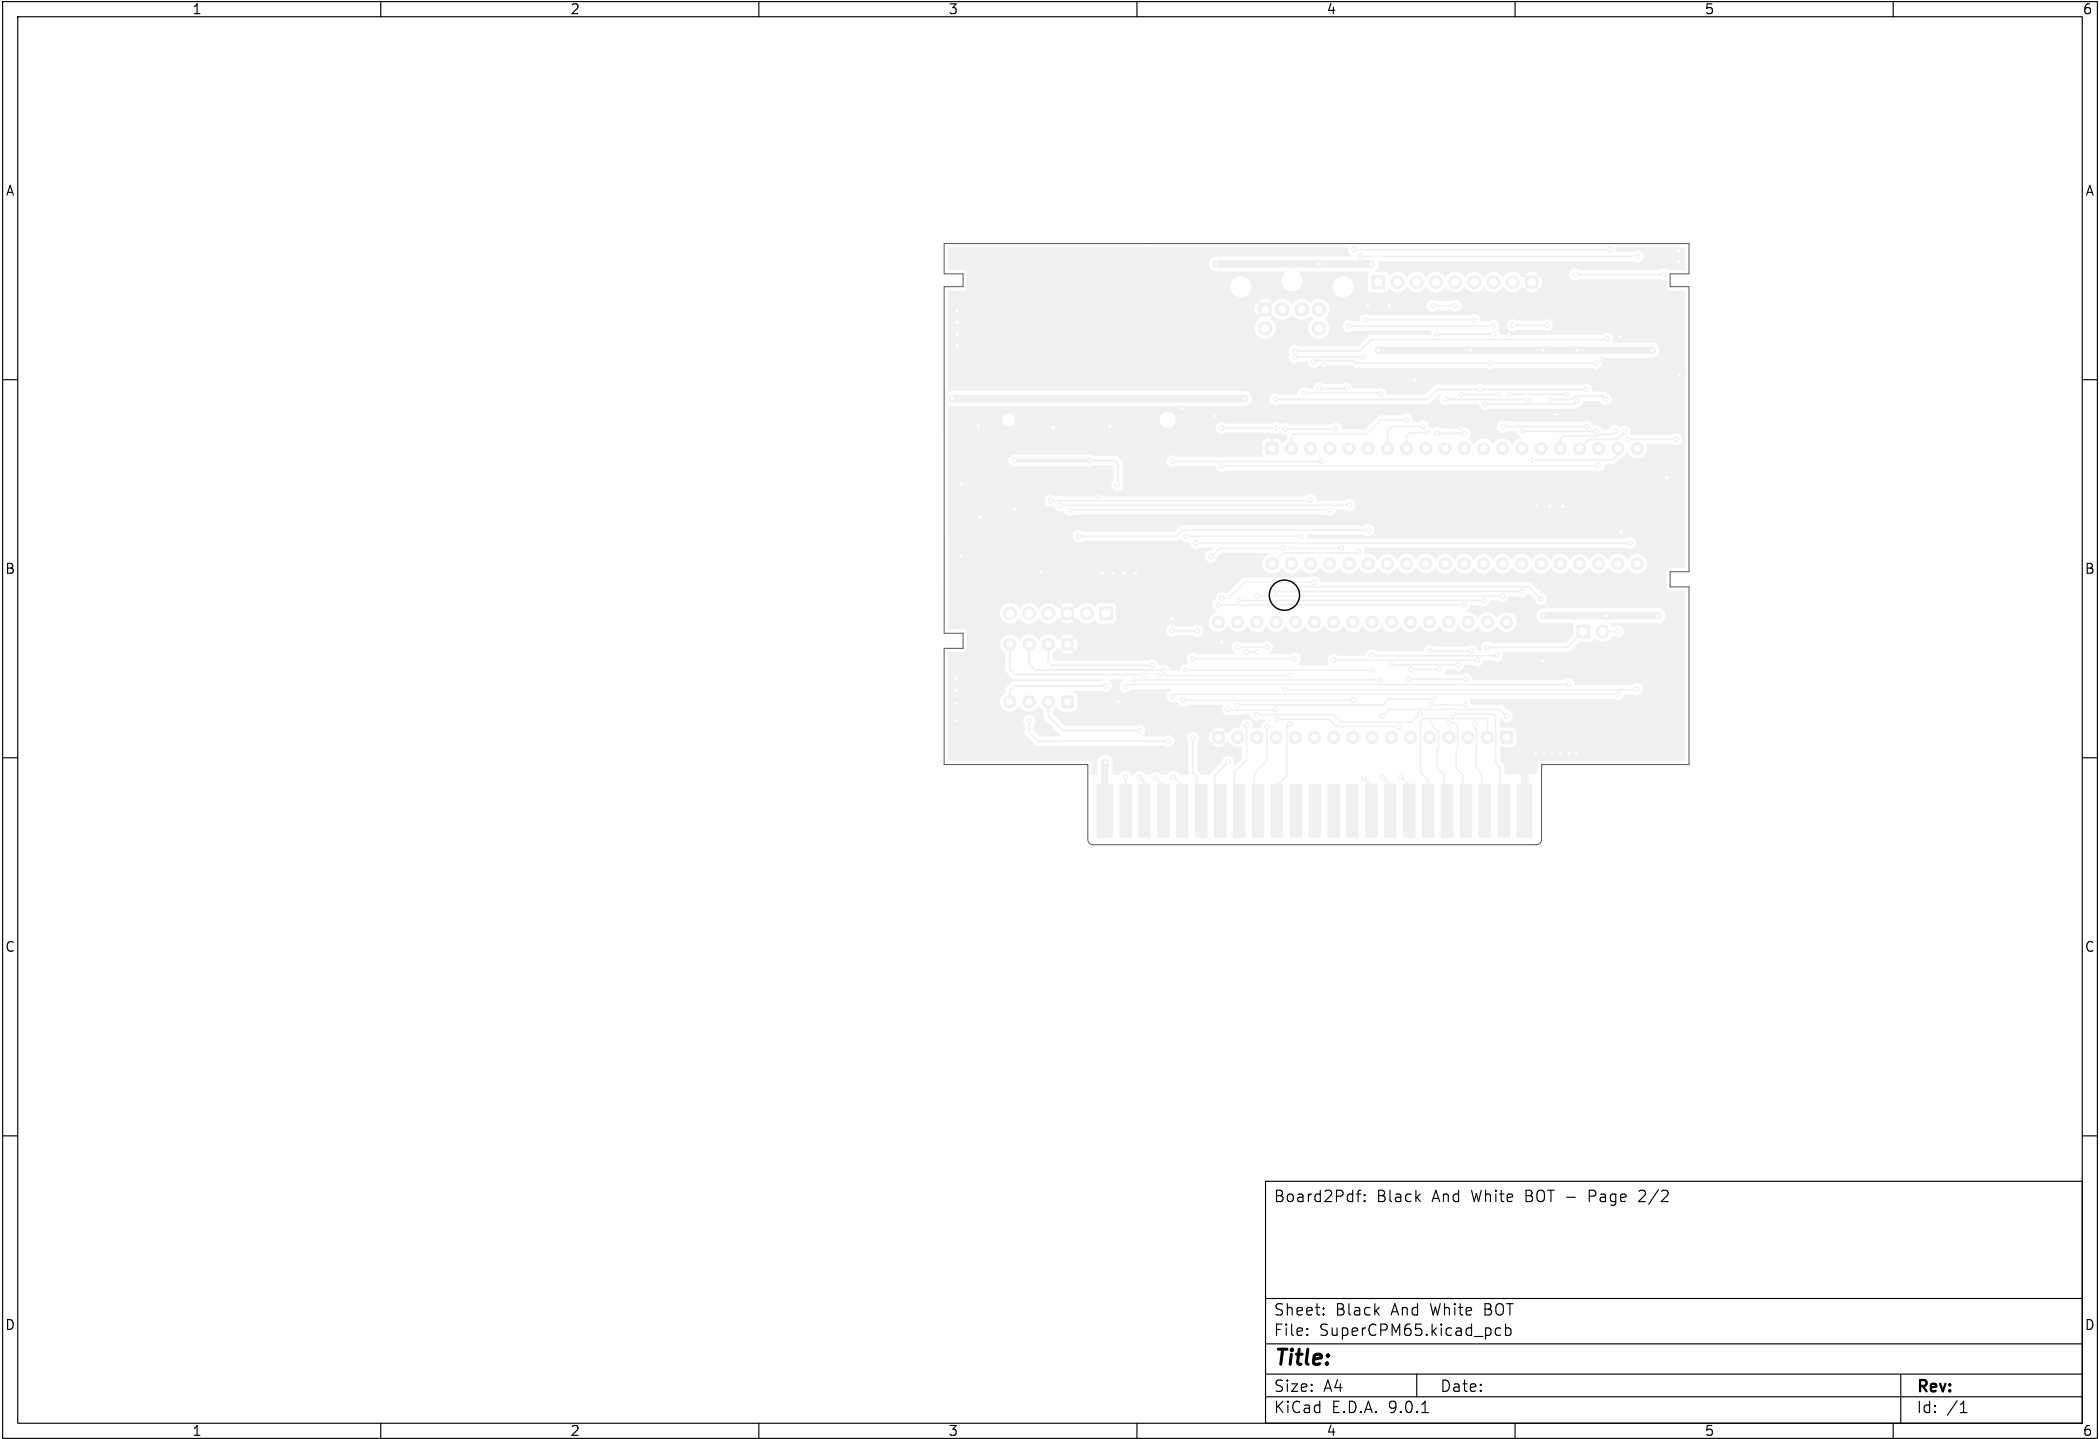 1 2 3 4 5 6
A A
B B
C C
Board2Pdf: Black And White BOT - Page 2/2
Sheet: Black And White BOT
File: SuperCPM65.kicad_pcb
D D
Title:
Size: A4 Date: Rev:
KiCad E.D.A. 9.0.1 Id: /1
1 2 3 4 5 6